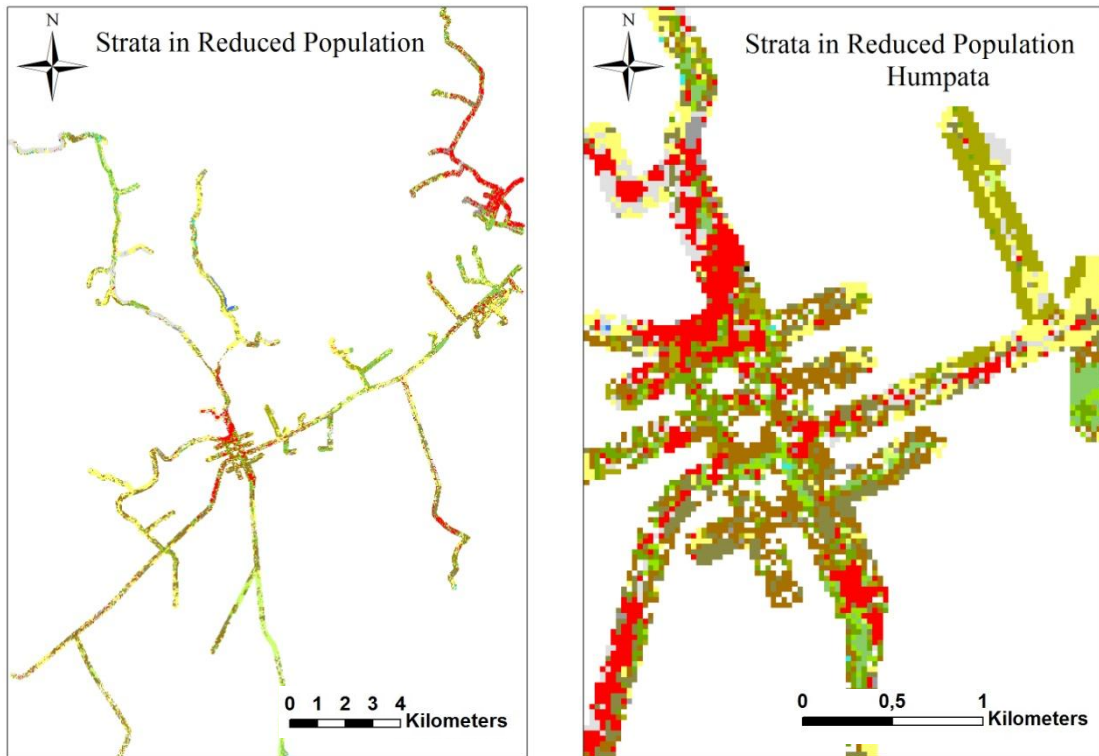 N
Strata in Reduced Population
0 1 2 3 4
Kilometers
N
Strata in Reduced Population
Humpata
0 0.5 1
Kilometers